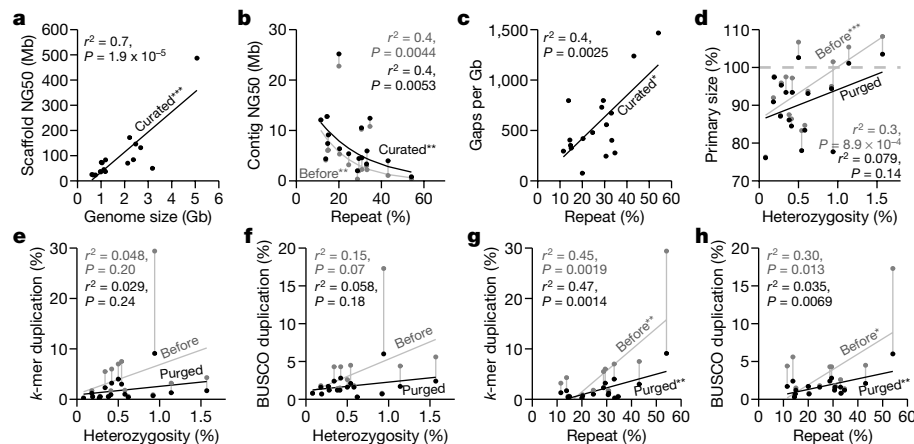 a
Scaffold NG50 (Mb)
600
500
400
300
200
100
0
r² = 0.7,
P = 1.9 x 10⁻⁵
Curated***
0 1 2 3 4 5 6
Genome size (Gb)
b
Contig NG50 (Mb)
30
20
10
0
r² = 0.4,
P = 0.0044
r² = 0.4,
P = 0.0053
Curated**
Before**
0 10 20 30 40 50 60
Repeat (%)
c
Gaps per Gb
1,500
1,000
500
0
r² = 0.4,
P = 0.0025
Curated*
0 10 20 30 40 50 60
Repeat (%)
d
Primary size (%)
110
100
90
80
70
Before***
Purged
r² = 0.3,
P = 8.9 × 10⁻⁴
r² = 0.079,
P = 0.14
0 0.5 1.0 1.5
Heterozygosity (%)
e
k-mer duplication (%)
30
20
10
0
r² = 0.048,
P = 0.20
r² = 0.029,
P = 0.24
Before
Purged
0 0.5 1.0 1.5
Heterozygosity (%)
f
BUSCO duplication (%)
20
15
10
5
0
r² = 0.15,
P = 0.07
r² = 0.058,
P = 0.18
Before
Purged
0 0.5 1.0 1.5
Heterozygosity (%)
g
k-mer duplication (%)
30
20
10
0
r² = 0.45,
P = 0.0019
r² = 0.47,
P = 0.0014
Before**
Purged**
0 10 20 30 40 50 60
Repeat (%)
h
BUSCO duplication (%)
20
15
10
5
0
r² = 0.30,
P = 0.013
r² = 0.035,
P = 0.0069
Before*
Purged**
0 10 20 30 40 50 60
Repeat (%)